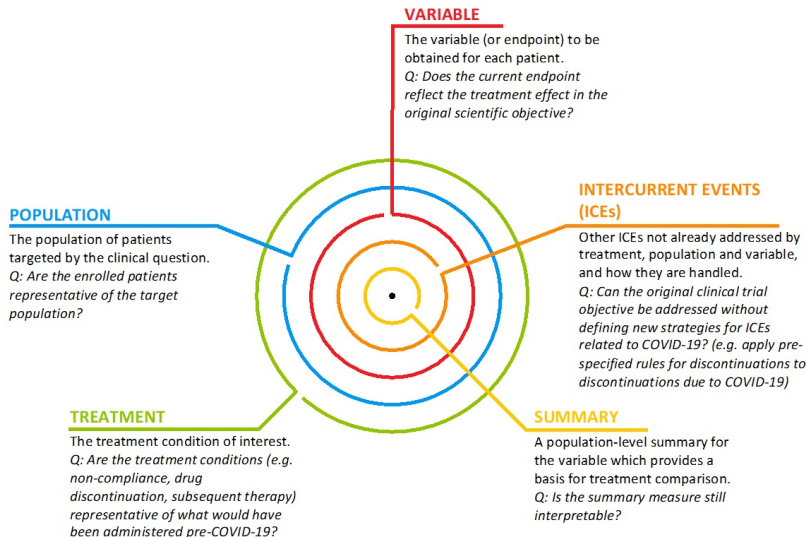 VARIABLE
The variable (or endpoint) to be
obtained for each patient.
Q: Does the current endpoint
reflect the treatment effect in the
original scientific objective?
POPULATION
The population of patients
targeted by the clinical question.
Q: Are the enrolled patients
representative of the target
population?
INTERCURRENT EVENTS
(ICEs)
Other ICEs not already addressed by
treatment, population and variable,
and how they are handled.
Q: Can the original clinical trial
objective be addressed without
defining new strategies for ICEs
related to COVID-19? (e.g. apply pre-
specified rules for discontinuations to
discontinuations due to COVID-19)
TREATMENT
The treatment condition of interest.
Q: Are the treatment conditions (e.g.
non-compliance, drug
discontinuation, subsequent therapy)
representative of what would have
been administered pre-COVID-19?
SUMMARY
A population-level summary for
the variable which provides a
basis for treatment comparison.
Q: Is the summary measure still
interpretable?